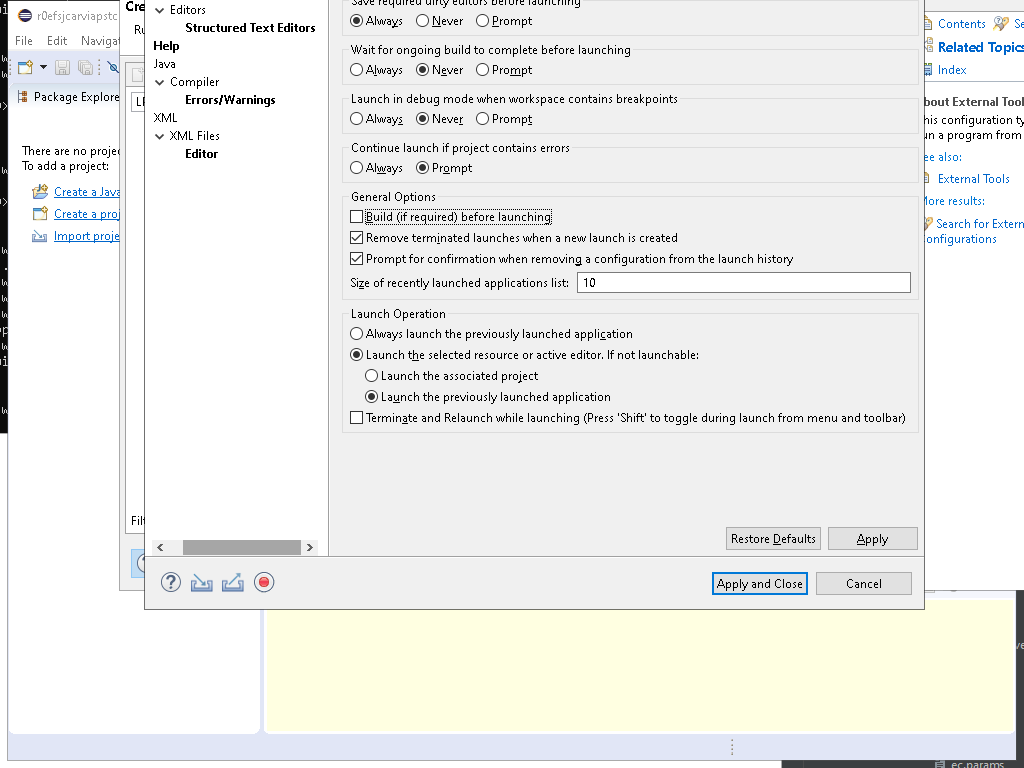 r0efsjcarviapstc
File Edit Navigat
Package Explore
There are no projec
To add a project:
Create a Java
Create a proj
Import proje
Cre
Ru
Filt
Editors
Structured Text Editors
Help
Java
Compiler
Errors/Warnings
XML
XML Files
Editor
Save required dirty editors before launching
Always Never Prompt
Wait for ongoing build to complete before launching
Always Never Prompt
Launch in debug mode when workspace contains breakpoints
Always Never Prompt
Continue launch if project contains errors
Always Prompt
General Options
Build (if required) before launching
Remove terminated launches when a new launch is created
Prompt for confirmation when removing a configuration from the launch history
Size of recently launched applications list: 10
Launch Operation
Always launch the previously launched application
Launch the selected resource or active editor. If not launchable:
Launch the associated project
Launch the previously launched application
Terminate and Relaunch while launching (Press 'Shift' to toggle during launch from menu and toolbar)
Restore Defaults Apply
Apply and Close Cancel
Contents Se
Related Topics
Index
bout External Tool
his configuration ty
un a program from
ee also:
External Tools
More results:
Search for Extern
onfigurations
ec.params